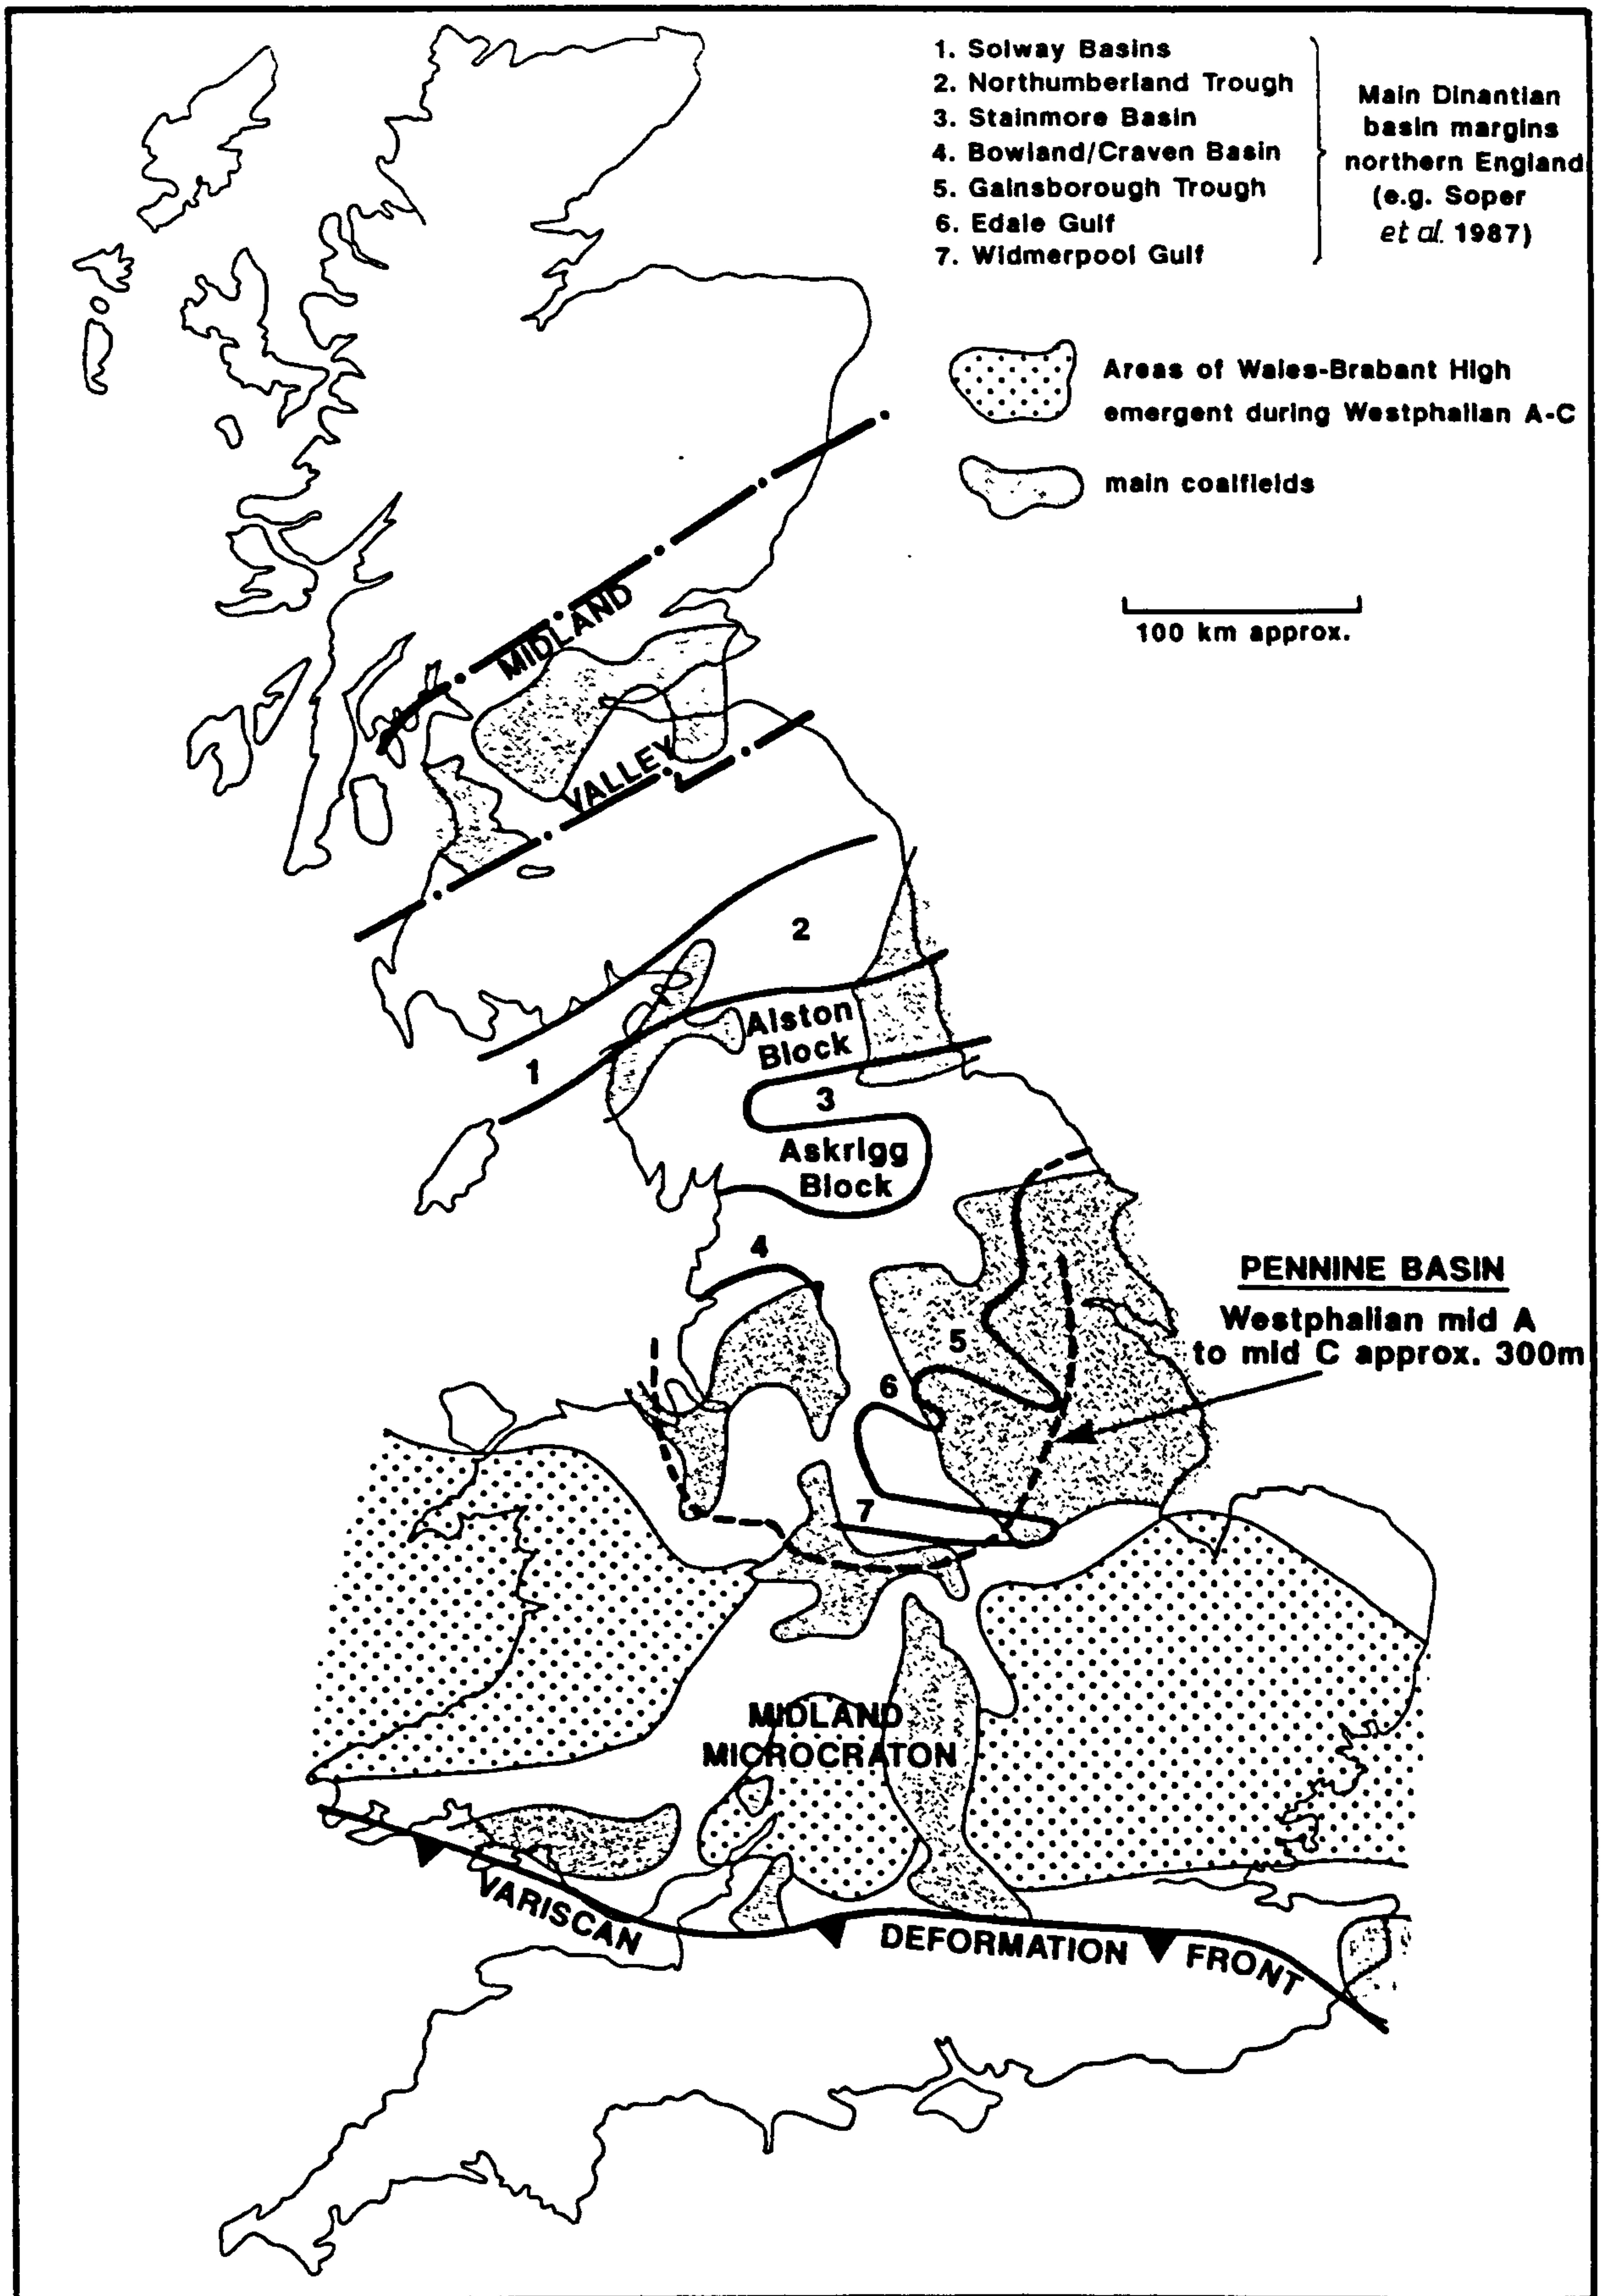 1. Solway Basins
2. Northumberland Trough
3. Stainmore Basin
4. Bowland/Craven Basin
5. Gainsborough Trough
6. Edale Gulf
7. Widmerpool Gulf
Main Dinantian
basin margins
northern England
(e.g. Soper
et al. 1987)
Areas of Wales-Brabant High
emergent during Westphalian A-C
main coalfields
100 km approx.
MIDLAND
VALLEY
2
Alston
Block
1
3
Askrigg
Block
4
PENNINE BASIN
Westphalian mid A
to mid C approx. 300m
5
6
7
MIDLAND
MICROCRATON
VARISCAN
DEFORMATION
FRONT